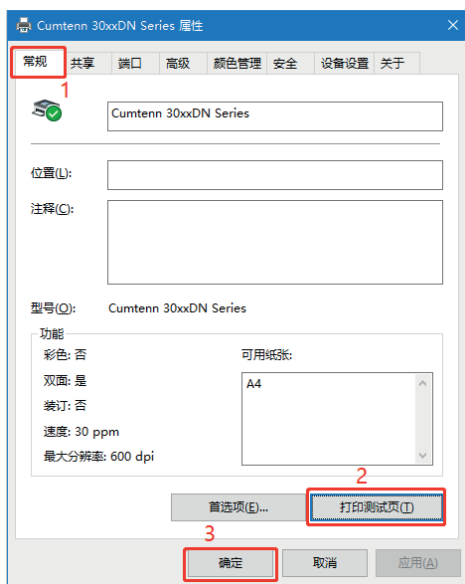 Cumtenn 30xxDN Series 属性
常规 共享 端口 高级 颜色管理 安全 设备设置 关于
1
Cumtenn 30xxDN Series
位置(L):
注释(C):
型号(O): Cumtenn 30xxDN Series
功能
彩色: 否 可用纸张:
双面: 是 A4
装订: 否
速度: 30 ppm
最大分辨率: 600 dpi
2
首选项(E)... 打印测试页(T)
3
确定 取消 应用(A)